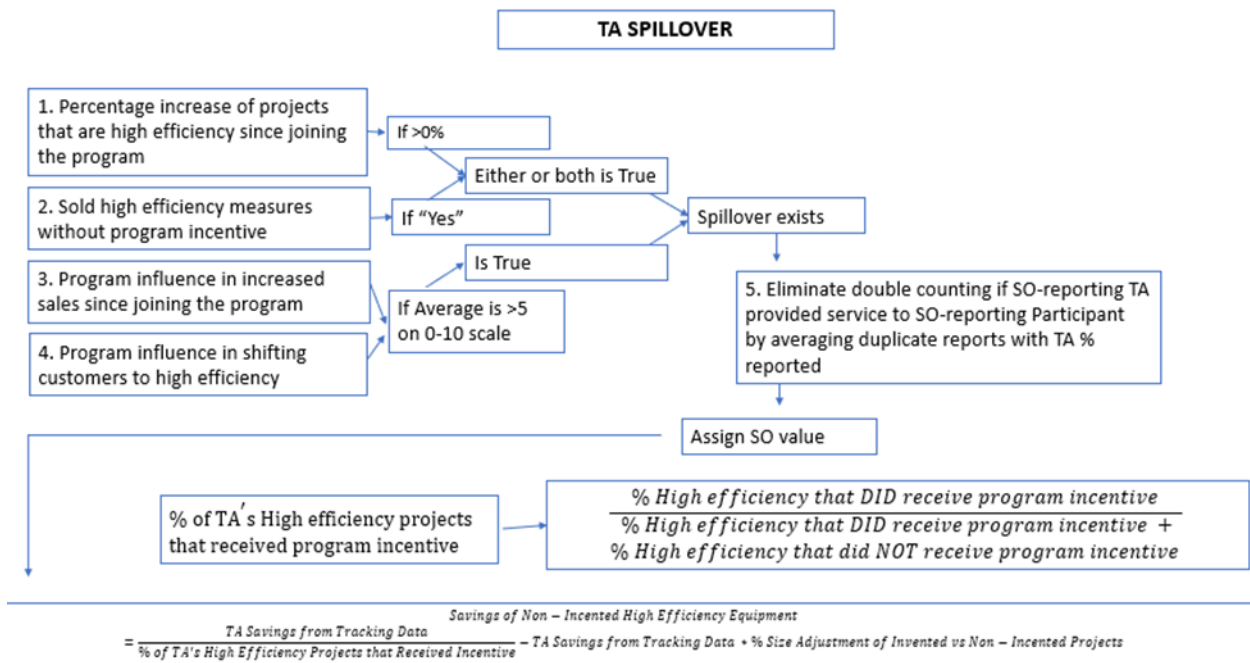 TA SPILLOVER
1. Percentage increase of projects
that are high efficiency since joining
the program
If >0%
Either or both is True
2. Sold high efficiency measures
without program incentive
If “Yes”
Spillover exists
Is True
3. Program influence in increased
sales since joining the program
If Average is >5
on 0-10 scale
4. Program influence in shifting
customers to high efficiency
5. Eliminate double counting if SO-reporting TA
provided service to SO-reporting Participant
by averaging duplicate reports with TA %
reported
Assign SO value
% of TA′s High efficiency projects
that received program incentive
% High efficiency that DID receive program incentive
% High efficiency that DID receive program incentive +
% High efficiency that did NOT receive program incentive
Savings of Non − Incented High Efficiency Equipment
TA Savings from Tracking Data
= % of TA's High Efficiency Projects that Received Incentive − TA Savings from Tracking Data * % Size Adjustment of Invented vs Non − Incented Projects